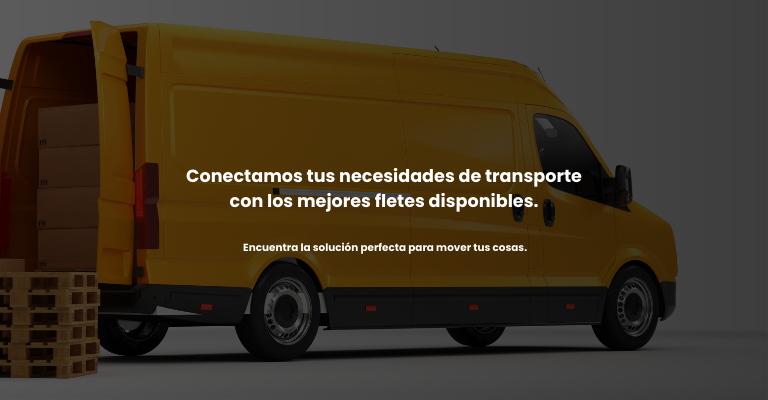 Conectamos tus necesidades de transporte
con los mejores fletes disponibles.
Encuentra la solución perfecta para mover tus cosas.